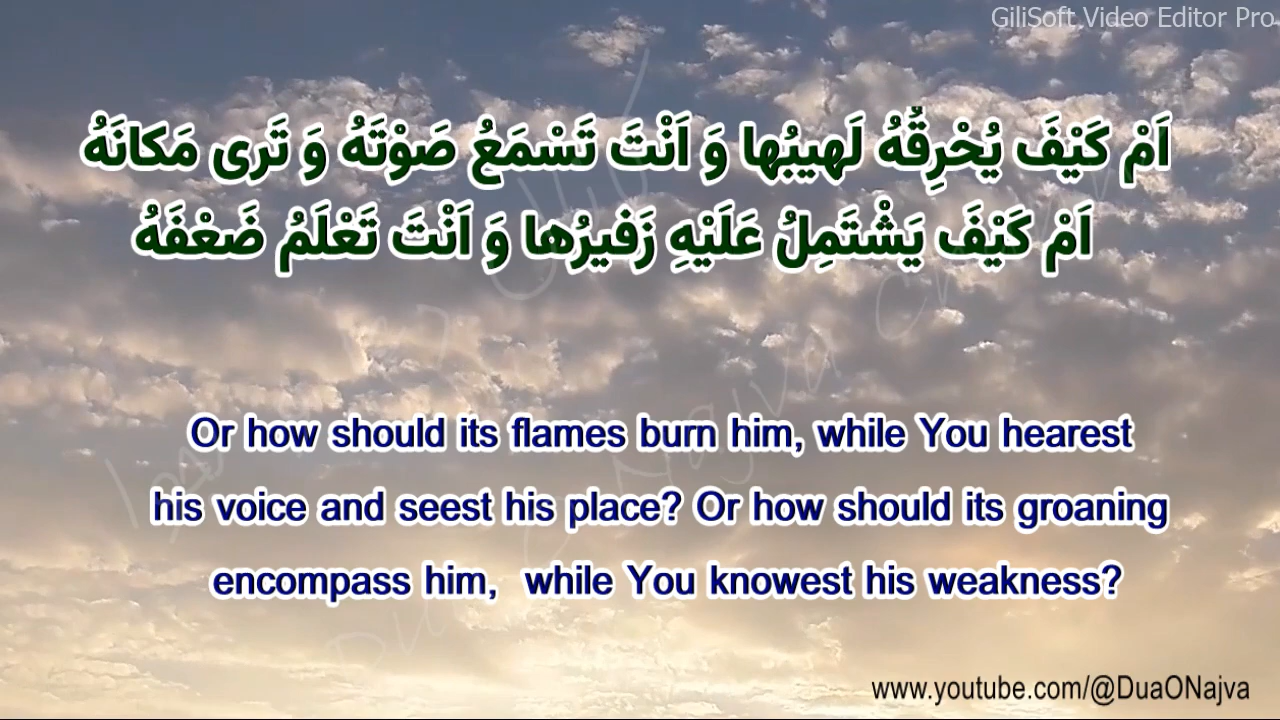 GiliSoft Video Editor Pro
اَمْ كَيْفَ يُحْرِقُهُ لَهيبُها وَ اَنْتَ تَسْمَعُ صَوْتَهُ وَ تَرى مَكانَهُ
اَمْ كَيْفَ يَشْتَمِلُ عَلَيْهِ زَفيرُها وَ اَنْتَ تَعْلَمُ ضَعْفَهُ
Or how should its flames burn him, while You hearest
his voice and seest his place? Or how should its groaning
encompass him, while You knowest his weakness?
www.youtube.com/@DuaONajva